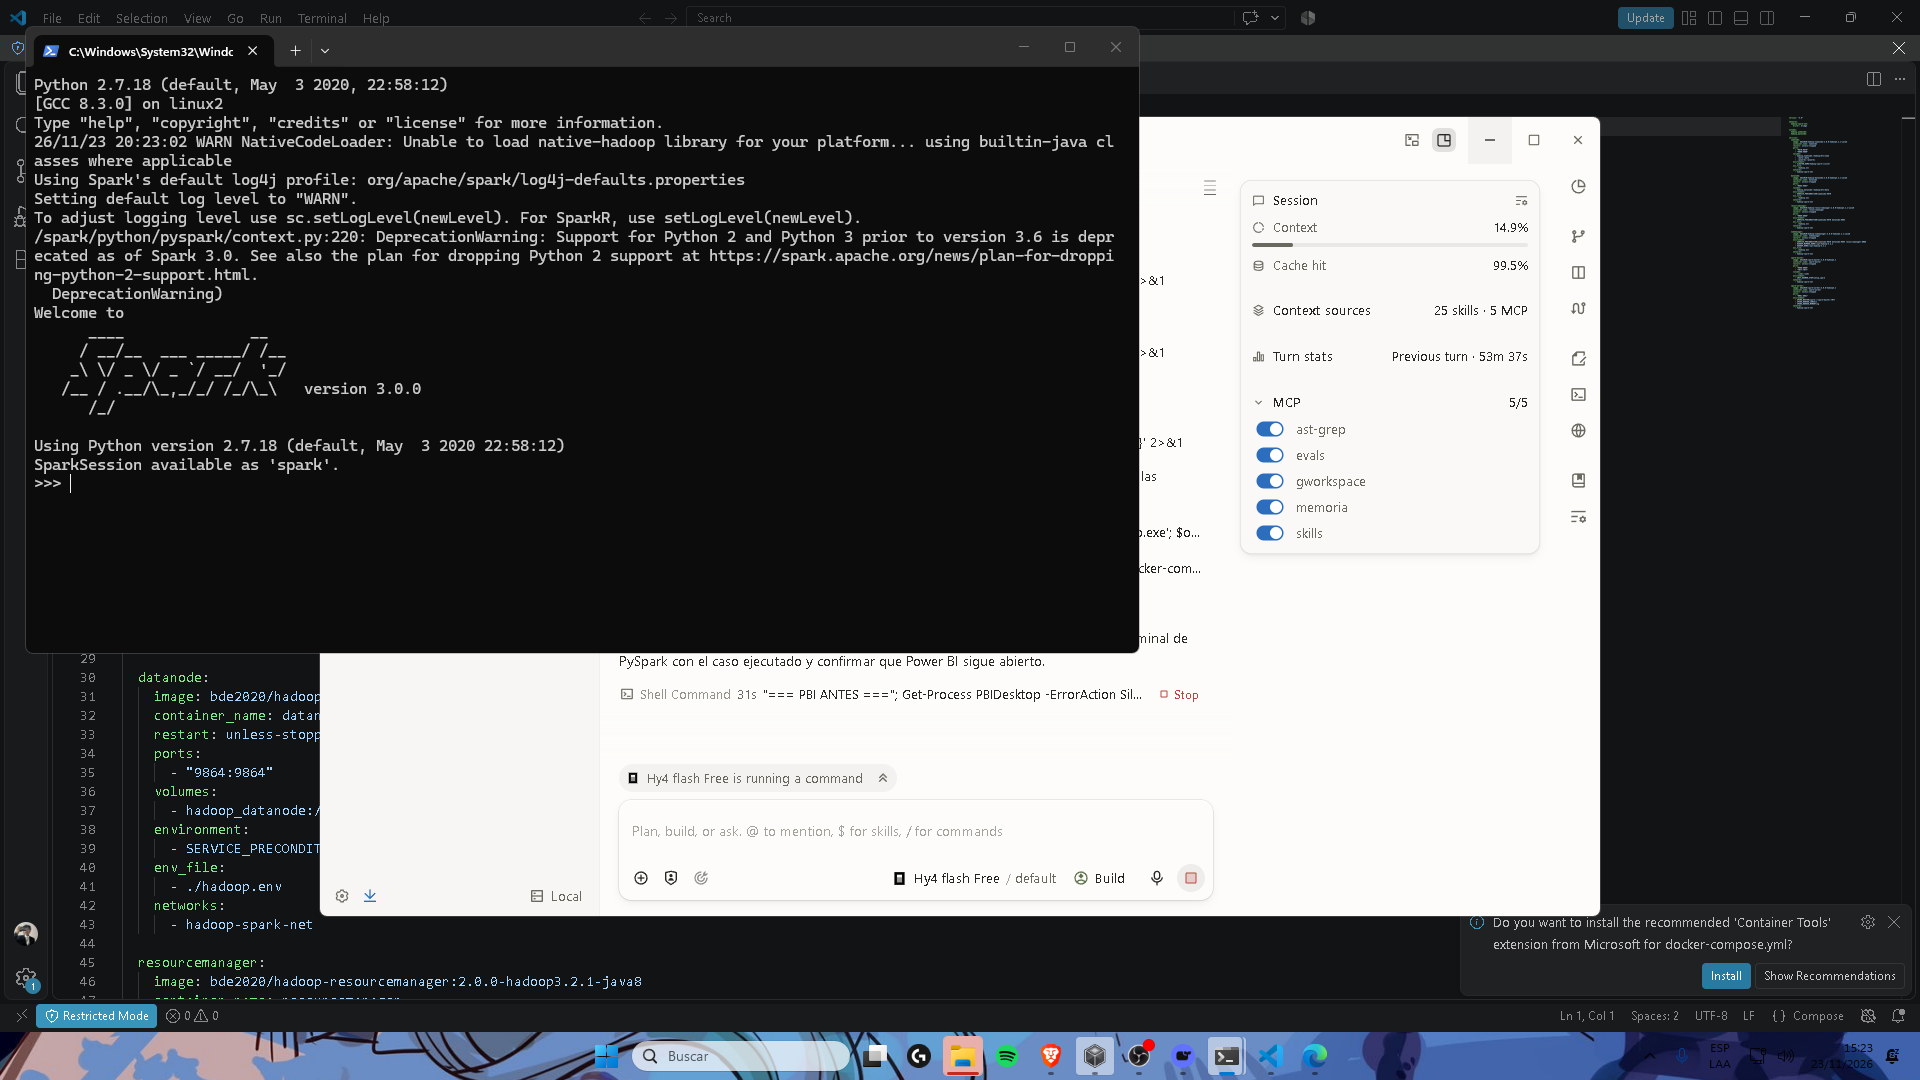 File Edit Selection View Go Run Terminal Help
Search
Update
C:\Windows\System32\Windc
Python 2.7.18 (default, May  3 2020, 22:58:12)
[GCC 8.3.0] on linux2
Type "help", "copyright", "credits" or "license" for more information.
26/11/23 20:23:02 WARN NativeCodeLoader: Unable to load native-hadoop library for your platform... using builtin-java cl
asses where applicable
Using Spark's default log4j profile: org/apache/spark/log4j-defaults.properties
Setting default log level to "WARN".
To adjust logging level use sc.setLogLevel(newLevel). For SparkR, use setLogLevel(newLevel).
/spark/python/pyspark/context.py:220: DeprecationWarning: Support for Python 2 and Python 3 prior to version 3.6 is depr
ecated as of Spark 3.0. See also the plan for dropping Python 2 support at https://spark.apache.org/news/plan-for-droppi
ng-python-2-support.html.
  DeprecationWarning)
Welcome to
version 3.0.0
Using Python version 2.7.18 (default, May  3 2020 22:58:12)
SparkSession available as 'spark'.
>>>
>&1
>&1
}' 2>&1
las
o.exe'; $o...
cker-com...
minal de
PySpark con el caso ejecutado y confirmar que Power BI sigue abierto.
Shell Command 31s "=== PBI ANTES ==="; Get-Process PBIDesktop -ErrorAction Sil... Stop
Hy4 flash Free is running a command
Plan, build, or ask. @ to mention, $ for skills, / for commands
Hy4 flash Free / default Build
Local
Session
Context 14.9%
Cache hit 99.5%
Context sources 25 skills · 5 MCP
Turn stats Previous turn · 53m 37s
MCP 5/5
ast-grep
evals
gworkspace
memoria
skills
29
30 datanode:
31 image: bde2020/hadoop
32 container_name: datan
33 restart: unless-stopp
34 ports:
35 - "9864:9864"
36 volumes:
37 - hadoop_datanode:/
38 environment:
39 - SERVICE_PRECONDIT
40 env_file:
41 - ./hadoop.env
42 networks:
43 - hadoop-spark-net
44
45 resourcemanager:
46 image: bde2020/hadoop-resourcemanager:2.0.0-hadoop3.2.1-java8
Do you want to install the recommended 'Container Tools'
extension from Microsoft for docker-compose.yml?
Install Show Recommendations
1
Restricted Mode 0 0
Ln 1, Col 1 Spaces: 2 UTF-8 LF {} Compose
Buscar
ESP
LAA
15:23
23/11/2026